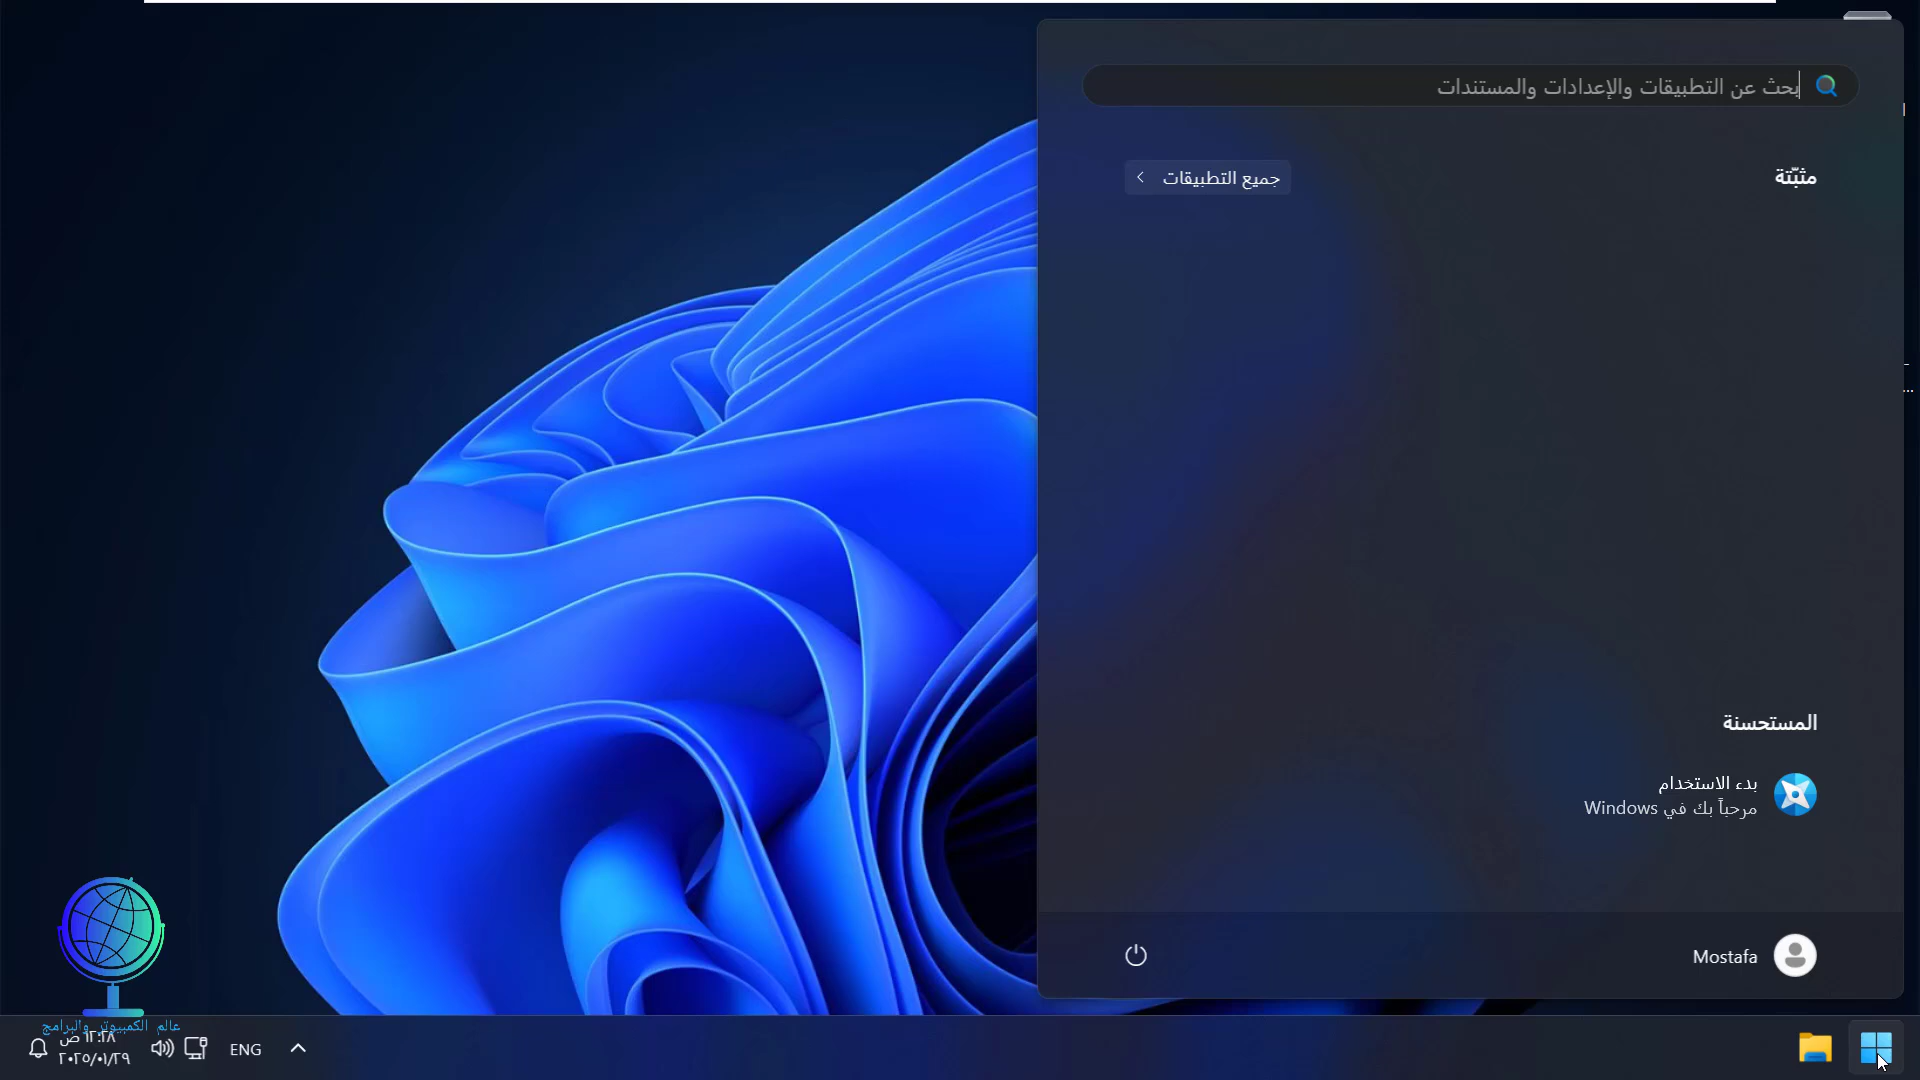 بحث عن التطبيقات والإعدادات والمستندات
مثبّتة
جميع التطبيقات
المستحسنة
بدء الاستخدام
مرحباً بك في Windows
Mostafa
عالم الكمبيوتر والبرامج
١٢:٢٨ ص
٢٠٢٥/٠١/٢٩
ENG